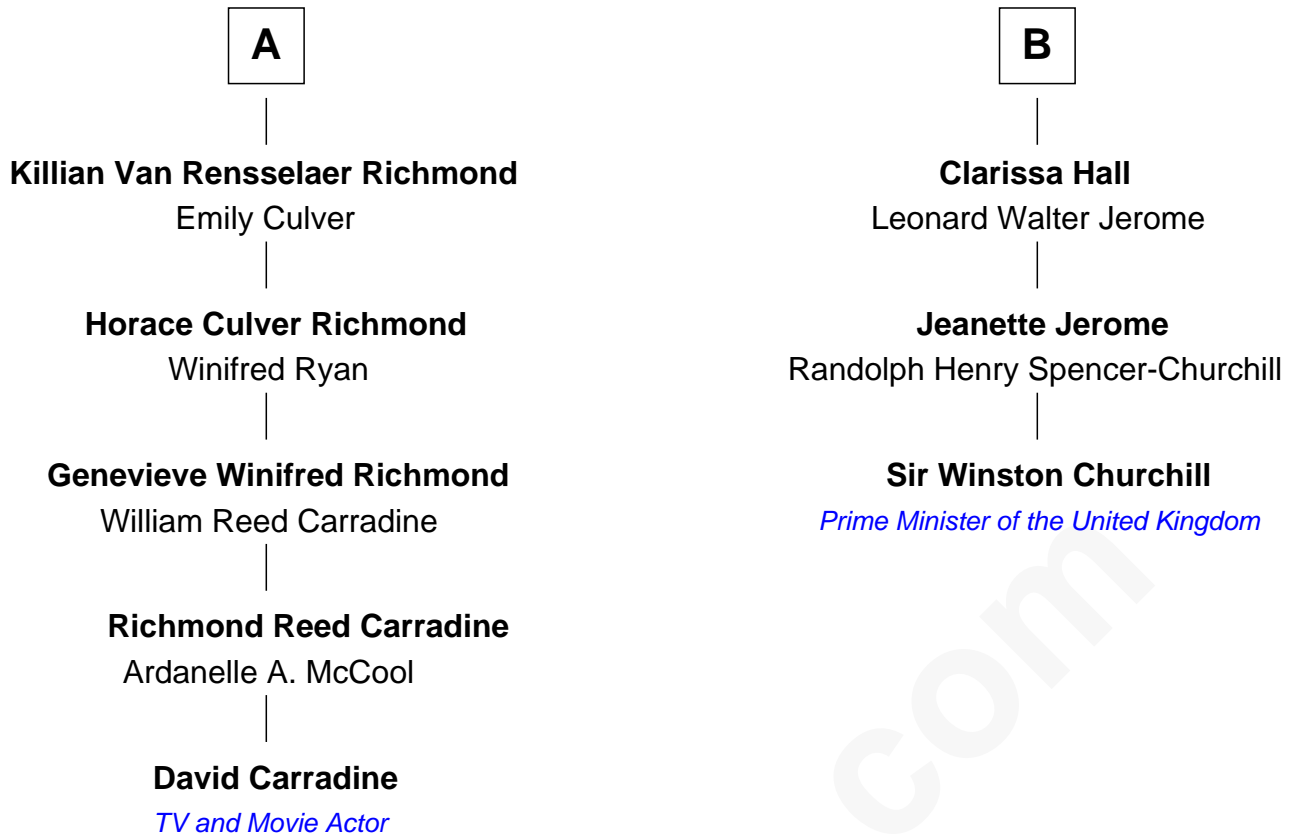 A
Killian Van Rensselaer Richmond
Emily Culver
Horace Culver Richmond
Winifred Ryan
Genevieve Winifred Richmond
William Reed Carradine
Richmond Reed Carradine
Ardanelle A. McCool
David Carradine
TV and Movie Actor
B
Clarissa Hall
Leonard Walter Jerome
Jeanette Jerome
Randolph Henry Spencer-Churchill
Sir Winston Churchill
Prime Minister of the United Kingdom
com